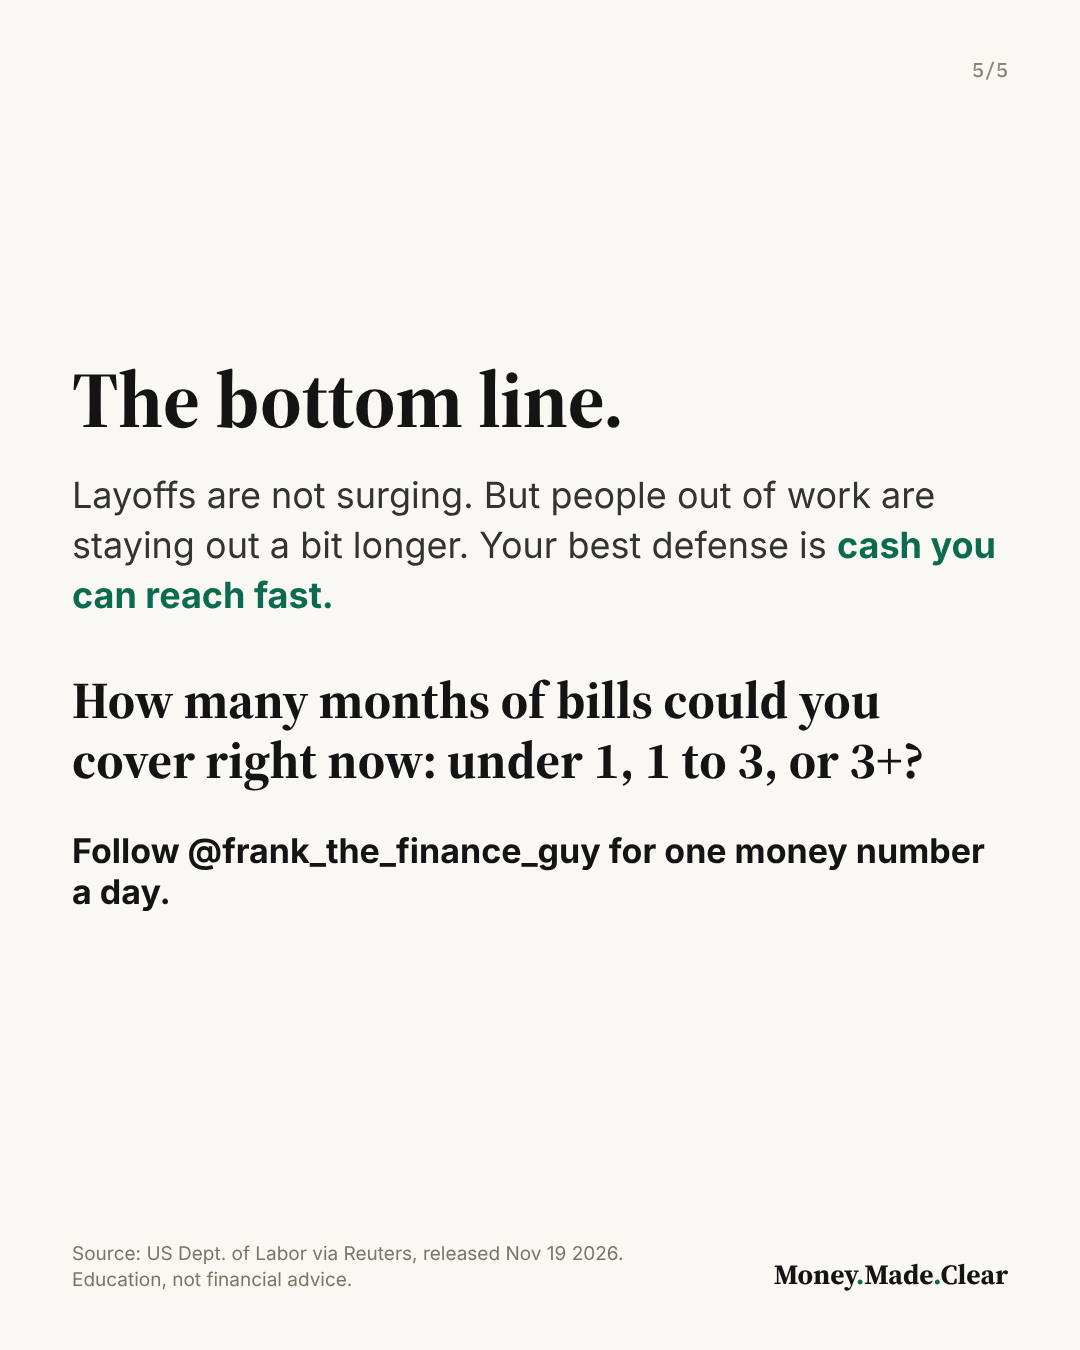 5/5
The bottom line.
Layoffs are not surging. But people out of work are
staying out a bit longer. Your best defense is cash you
can reach fast.
How many months of bills could you
cover right now: under 1, 1 to 3, or 3+?
Follow @frank_the_finance_guy for one money number
a day.
Source: US Dept. of Labor via Reuters, released Nov 19 2026.
Education, not financial advice.
Money.Made.Clear